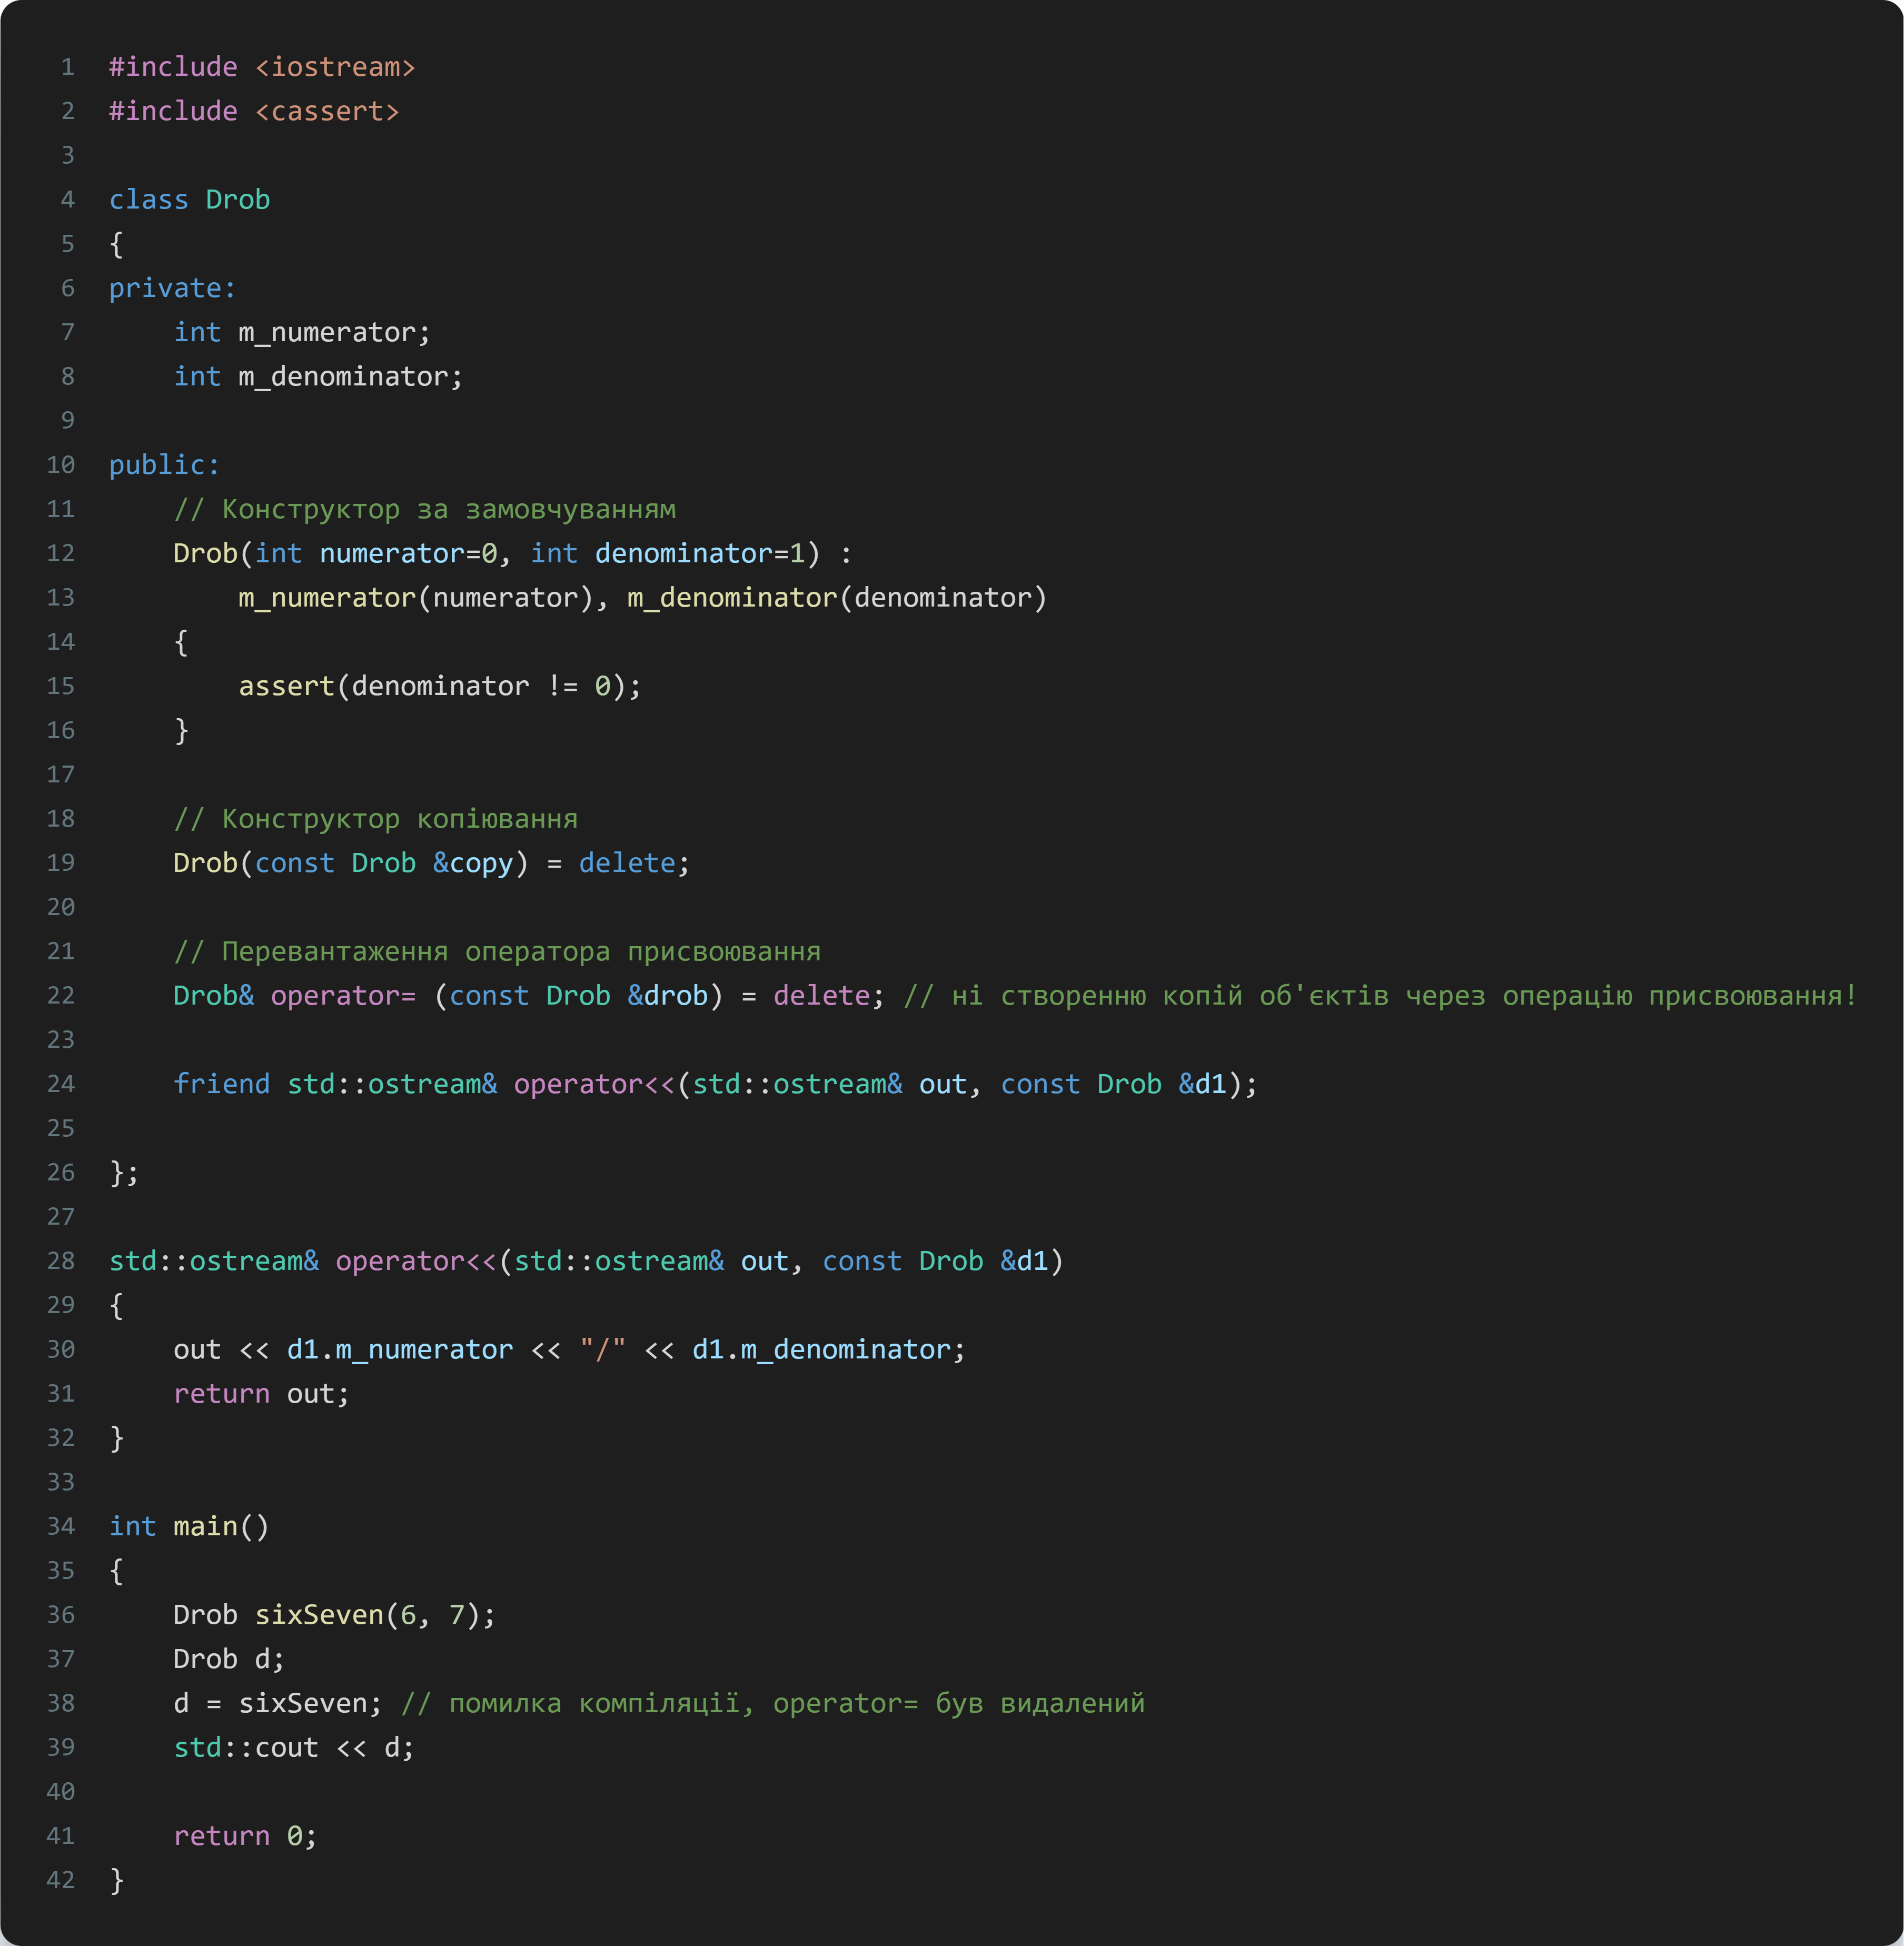 1 #include <iostream>
2 #include <cassert>
3
4 class Drob
5 {
6 private:
7     int m_numerator;
8     int m_denominator;
9
10 public:
11     // Конструктор за замовчуванням
12     Drob(int numerator=0, int denominator=1) :
13         m_numerator(numerator), m_denominator(denominator)
14     {
15         assert(denominator != 0);
16     }
17
18     // Конструктор копіювання
19     Drob(const Drob &copy) = delete;
20
21     // Перевантаження оператора присвоювання
22     Drob& operator= (const Drob &drob) = delete; // ні створенню копій об'єктів через операцію присвоювання!
23
24     friend std::ostream& operator<<(std::ostream& out, const Drob &d1);
25
26 };
27
28 std::ostream& operator<<(std::ostream& out, const Drob &d1)
29 {
30     out << d1.m_numerator << "/" << d1.m_denominator;
31     return out;
32 }
33
34 int main()
35 {
36     Drob sixSeven(6, 7);
37     Drob d;
38     d = sixSeven; // помилка компіляції, operator= був видалений
39     std::cout << d;
40
41     return 0;
42 }